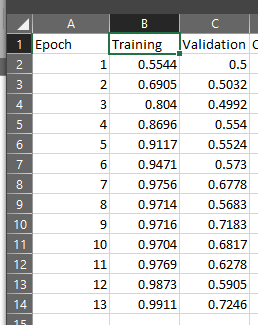 A B C
1 Epoch Training Validation
2 1 0.5544 0.5
3 2 0.6905 0.5032
4 3 0.804 0.4992
5 4 0.8696 0.554
6 5 0.9117 0.5524
7 6 0.9471 0.573
8 7 0.9756 0.6778
9 8 0.9714 0.5683
10 9 0.9716 0.7183
11 10 0.9704 0.6817
12 11 0.9769 0.6278
13 12 0.9873 0.5905
14 13 0.9911 0.7246